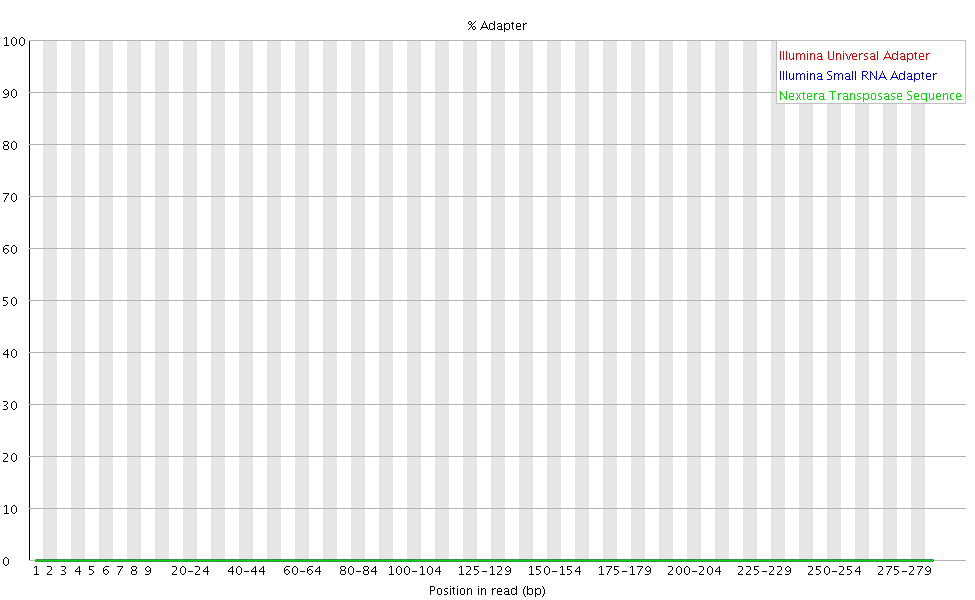 % Adapter
100
90
80
70
60
50
40
30
20
10
0
Illumina Universal Adapter
Illumina Small RNA Adapter
Nextera Transposase Sequence
1 2 3 4 5 6 7 8 9 20-24 40-44 60-64 80-84 100-104 125-129 150-154 175-179 200-204 225-229 250-254 275-279
Position in read (bp)